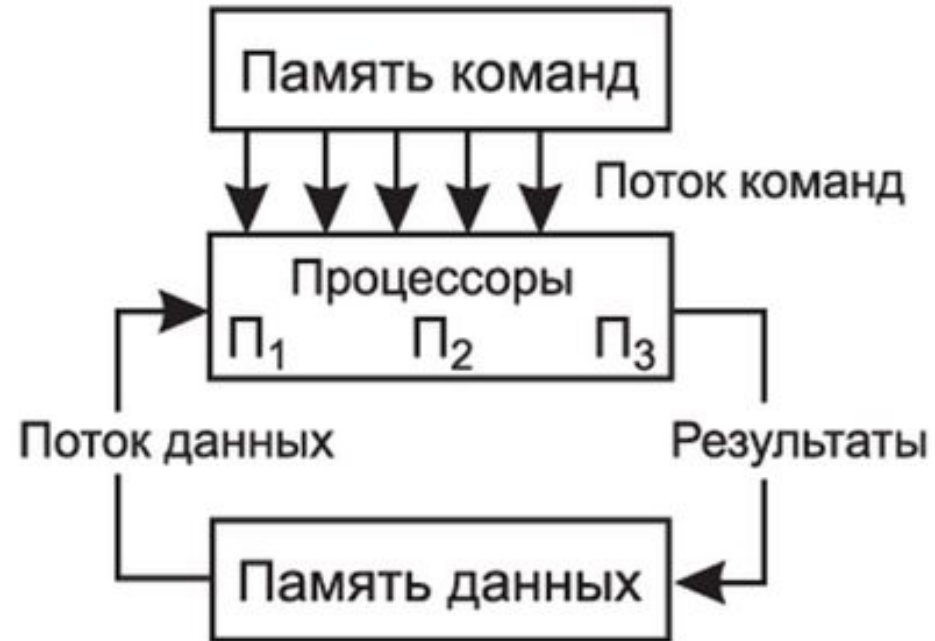 Память команд
Поток команд
Процессоры
П₁ П₂ П₃
Поток данных
Результаты
Память данных